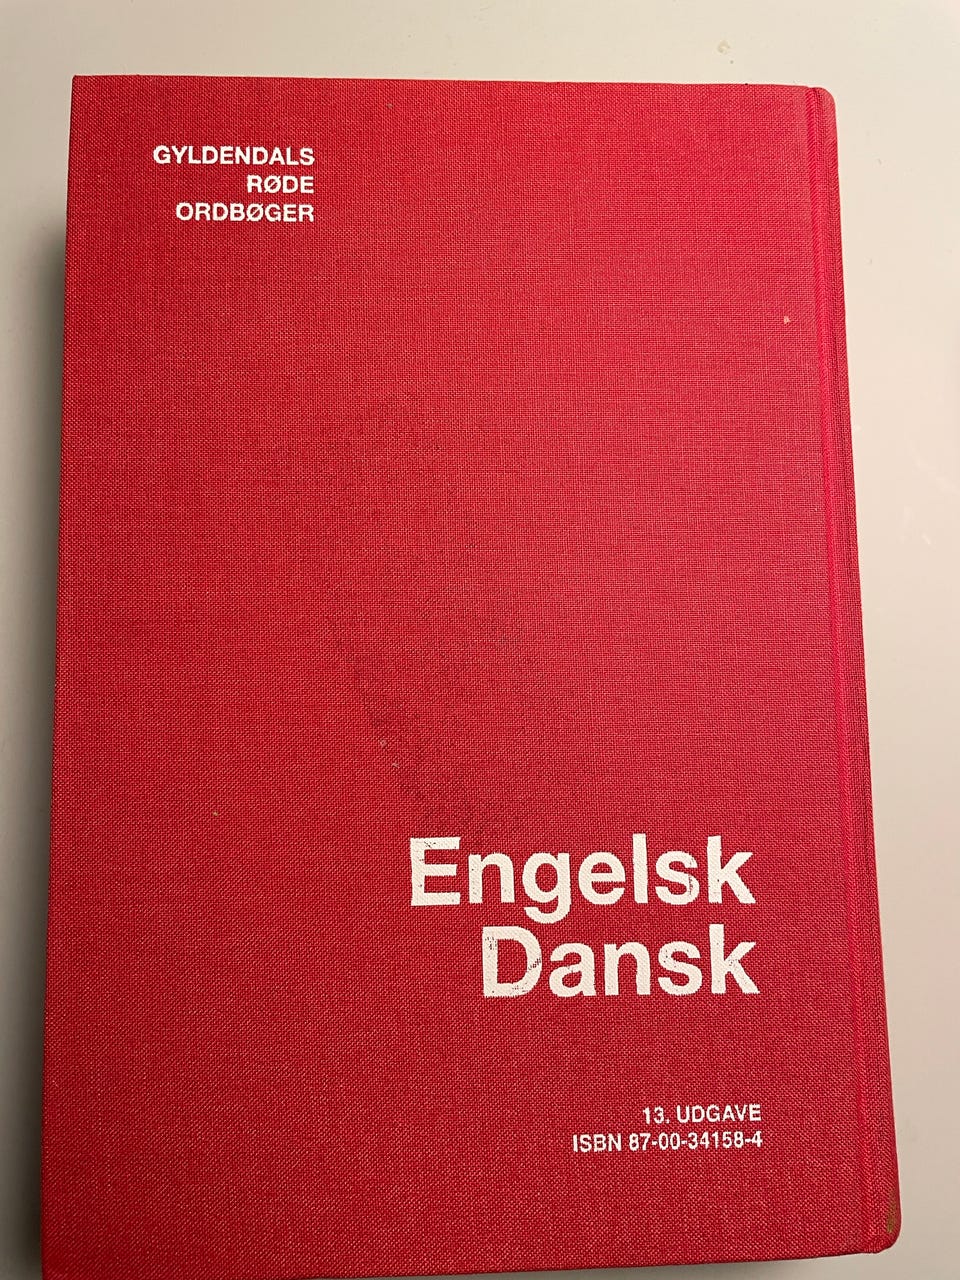 GYLDENDALS
RØDE
ORDBØGER
Engelsk
Dansk
13. UDGAVE
ISBN 87-00-34158-4